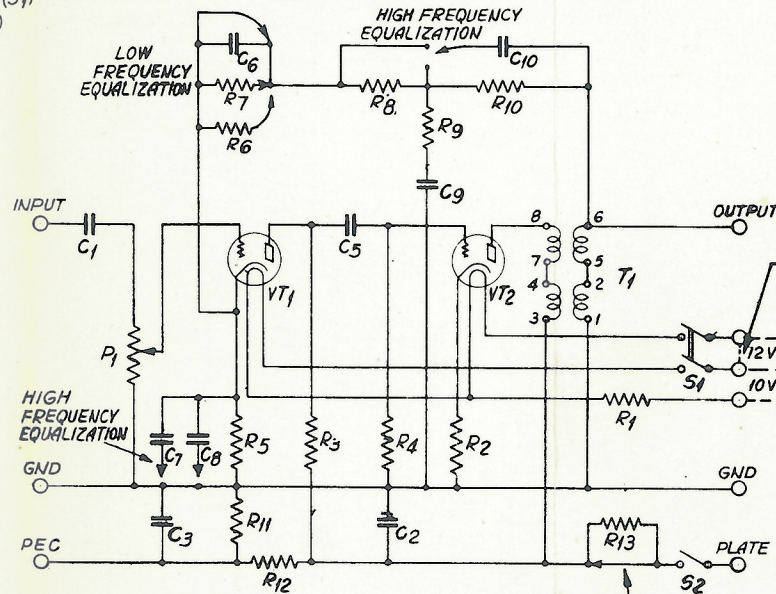 HIGH FREQUENCY
EQUALIZATION
LOW
FREQUENCY
EQUALIZATION
C6
C10
R7
R8
R10
R6
R9
C9
INPUT
C1
C5
8
6
OUTPUT
VT1
VT2
7
5
4
2
T1
3
1
P1
12V
S1
10V
HIGH
FREQUENCY
EQUALIZATION
R1
C7
C8
R5
R3
R4
R2
GND
GND
C3
R11
C2
R13
PEC
R12
S2
PLATE